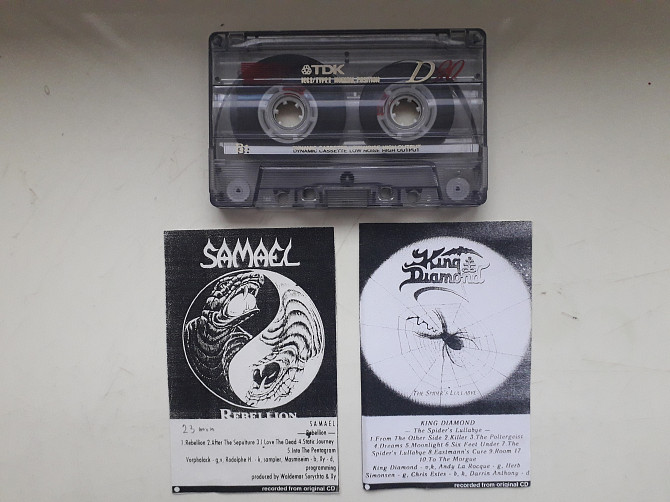 TDK D90
IECI/TYPE I NORMAL POSITION
B:
DYNAMIC CASSETTE LOW NOISE HIGH OUTPUT
SAMAEL
REBELLION
SAMAEL
— Rebellion —
1.Rebellion 2.After The Sepulture 3.I Love The Dead 4.Static Journey
5.Into The Pentagram
Vorphalack - g,v, Rodolphe H. - k, sampler, Masmiseim - b, Xy - d,
programming
produced by Waldemar Sorychta & Xy
recorded from original CD
King
Diamond
THE SPIDER'S LULLABYE
KING DIAMOND
— The Spider's Lullabye —
1.From The Other Side 2.Killer 3.The Poltergeist
4.Dreams 5.Moonlight 6.Six Feet Under 7.The
Spider's Lullabye 8.Eastmann's Cure 9.Room 17
10.To The Morgue
King Diamond - v,k, Andy La Rocque - g, Herb
Simonsen - g, Chris Estes - b, k, Darrin Anthony - d
recorded from original CD